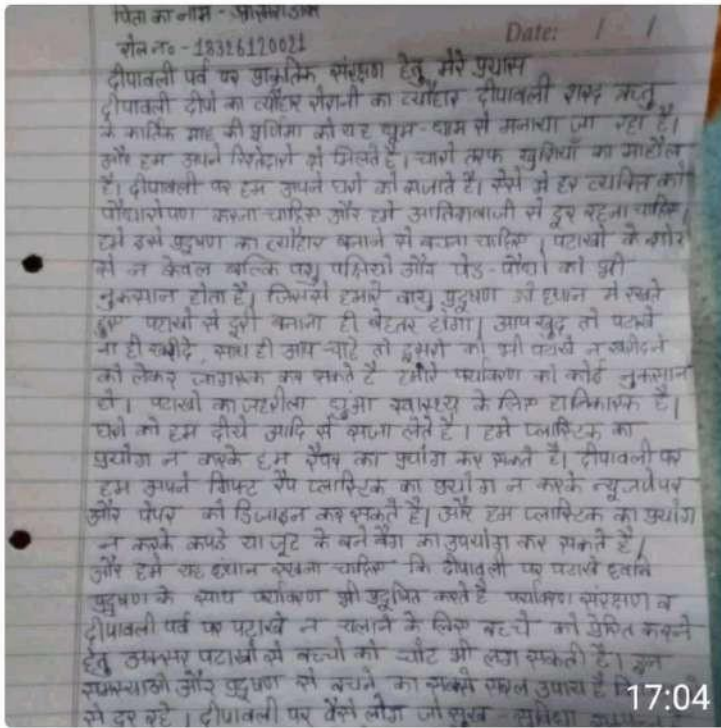 पिता का नाम -
रोल न० - 18326120021
Date: / /
दीपावली पर्व पर प्राकृतिक संरक्षण हेतु मेरे प्रयास
दीपावली दीपो का त्यौहार रोशनी का त्यौहार दीपावली शरद ऋतु
के कार्तिक माह की पूर्णिमा को यह धूम-धाम से मनाया जा रहा है।
और हम अपने रिश्तेदारो से मिलते है। चारो तरफ खुशियाँ का माहौल
है। दीपावली पर हम अपने घरो को सजाते है। ऐसे मे हर व्यक्ति को
पौधारोपण करना चाहिए और हमे आतिशबाजी से दूर रहना चाहिए।
हमे इसे प्रदुषण का त्यौहार बनाने से बचना चाहिए। पटाखो के शोर
से न केवल बल्कि पशु पक्षियो और पेड-पौधो को भी
नुकसान होता है। जिससे हमारे वायु प्रदूषण को ध्यान मे रखते
हुए पटाखो से दूरी बनाना ही बेहतर होगा। आप खुद तो पटाखे
ना ही खरीदे, साथ ही आप चाहे तो दुसरो को भी पटाखे न खरीदने
को लेकर जागरूक कर सकते है हमारे पर्यावरण को कोई नुकसान
हो। पटाखो का जहरीला धुआ स्वास्थ्य के लिए हानिकारक है।
घरो को हम दीये आदि से सजा लेते है। हमे प्लास्टिक का
प्रयोग न करके हम पेपर का प्रयोग कर सकते है। दीपावली पर
हम अपने गिफ्ट रैप प्लास्टिक का प्रयोग न करके न्यूजपेपर
और पेपर को डिजाइन कर सकते है। और हम प्लास्टिक का प्रयोग
न करके कपडे या जूट के बने बैग का उपयोग कर सकते है।
और हमे यह ध्यान रखना चाहिए कि दीपावली पर पटाखे ध्वनि
प्रदुषण के साथ पर्यावरण भी प्रदूषित करते है पर्यावरण संरक्षण व
दीपावली पर्व पर पटाखे न चलाने के लिए बच्चे को प्रेरित करने
हेतु अक्सर पटाखो से बच्चो को चोट भी लग सकती है। इन
समस्याओ और प्रदुषण से बचने का सबसे सरल उपाय है कि
से दूर रहे। दीपावली पर वैसे लोग जो सुख - सुविधा
17:04